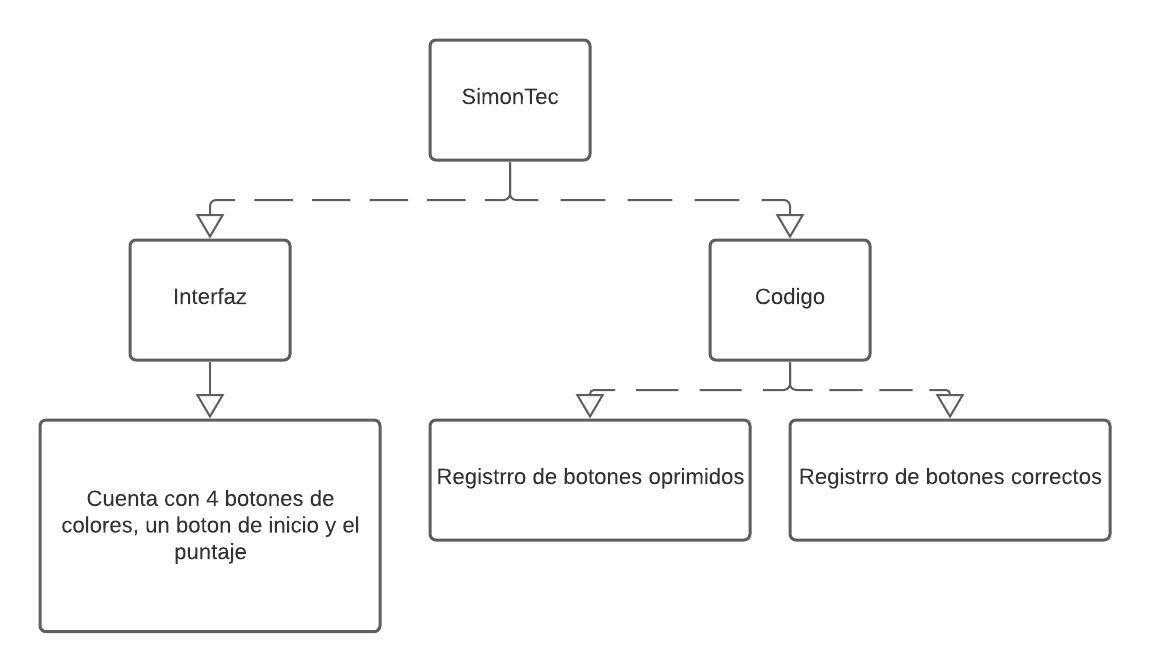 SimonTec
Interfaz
Codigo
Cuenta con 4 botones de
colores, un boton de inicio y el
puntaje
Registrro de botones oprimidos
Registrro de botones correctos